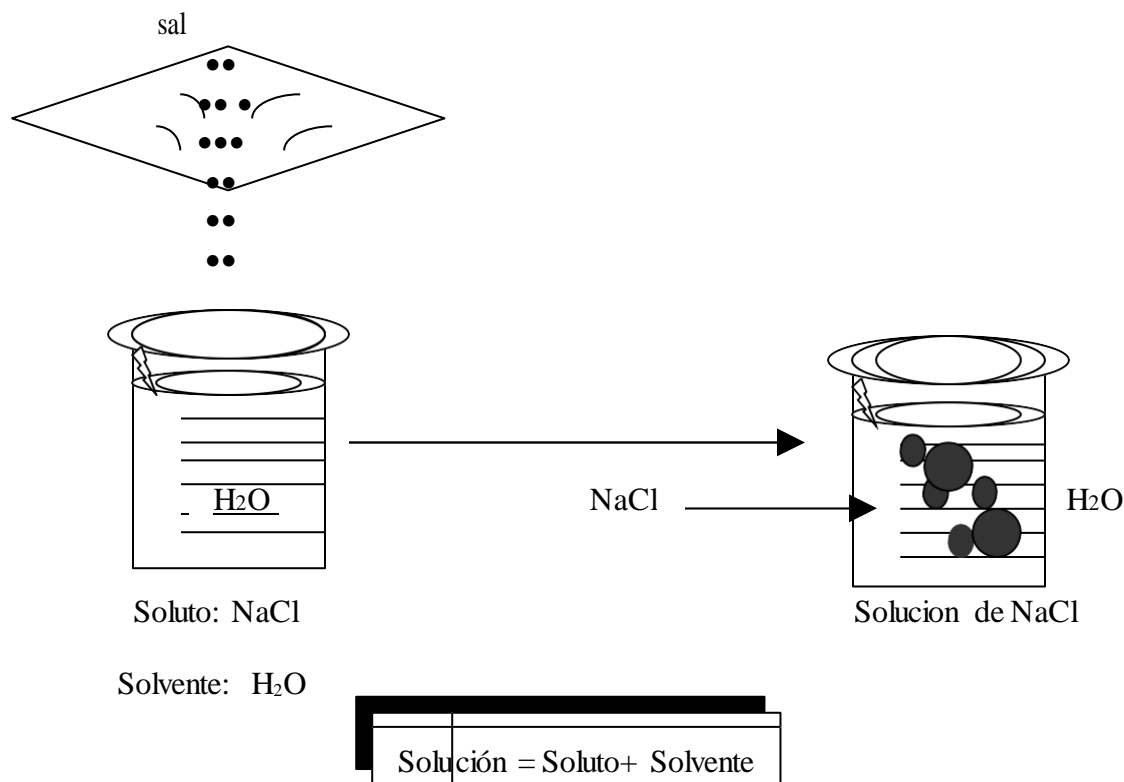 sal
H₂O
NaCl
H₂O
Soluto: NaCl
Solucion de NaCl
Solvente: H₂O
Solución = Soluto+ Solvente